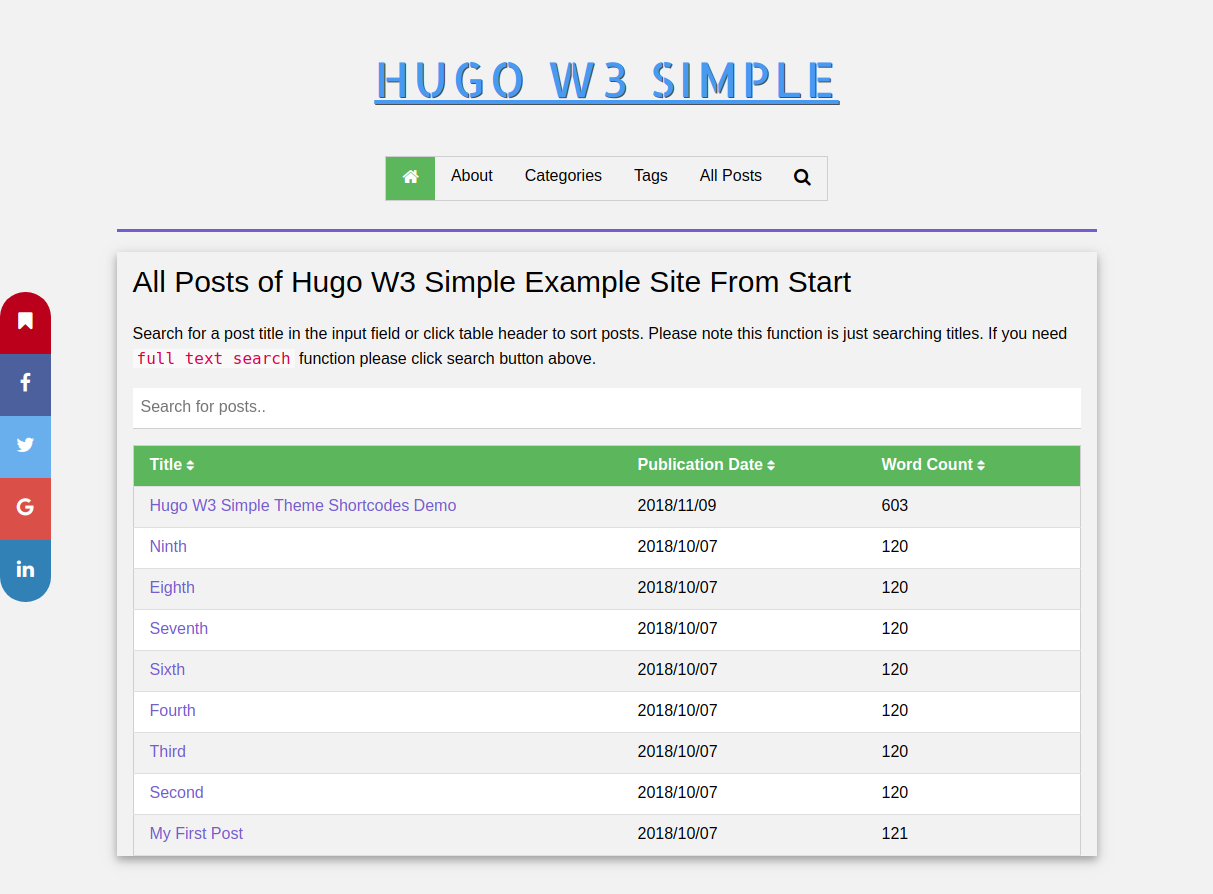 HUGO W3 SIMPLE
About Categories Tags All Posts
All Posts of Hugo W3 Simple Example Site From Start
Search for a post title in the input field or click table header to sort posts. Please note this function is just searching titles. If you need
full text search function please click search button above.
Search for posts..
Title Publication Date Word Count
Hugo W3 Simple Theme Shortcodes Demo 2018/11/09 603
Ninth 2018/10/07 120
Eighth 2018/10/07 120
Seventh 2018/10/07 120
Sixth 2018/10/07 120
Fourth 2018/10/07 120
Third 2018/10/07 120
Second 2018/10/07 120
My First Post 2018/10/07 121